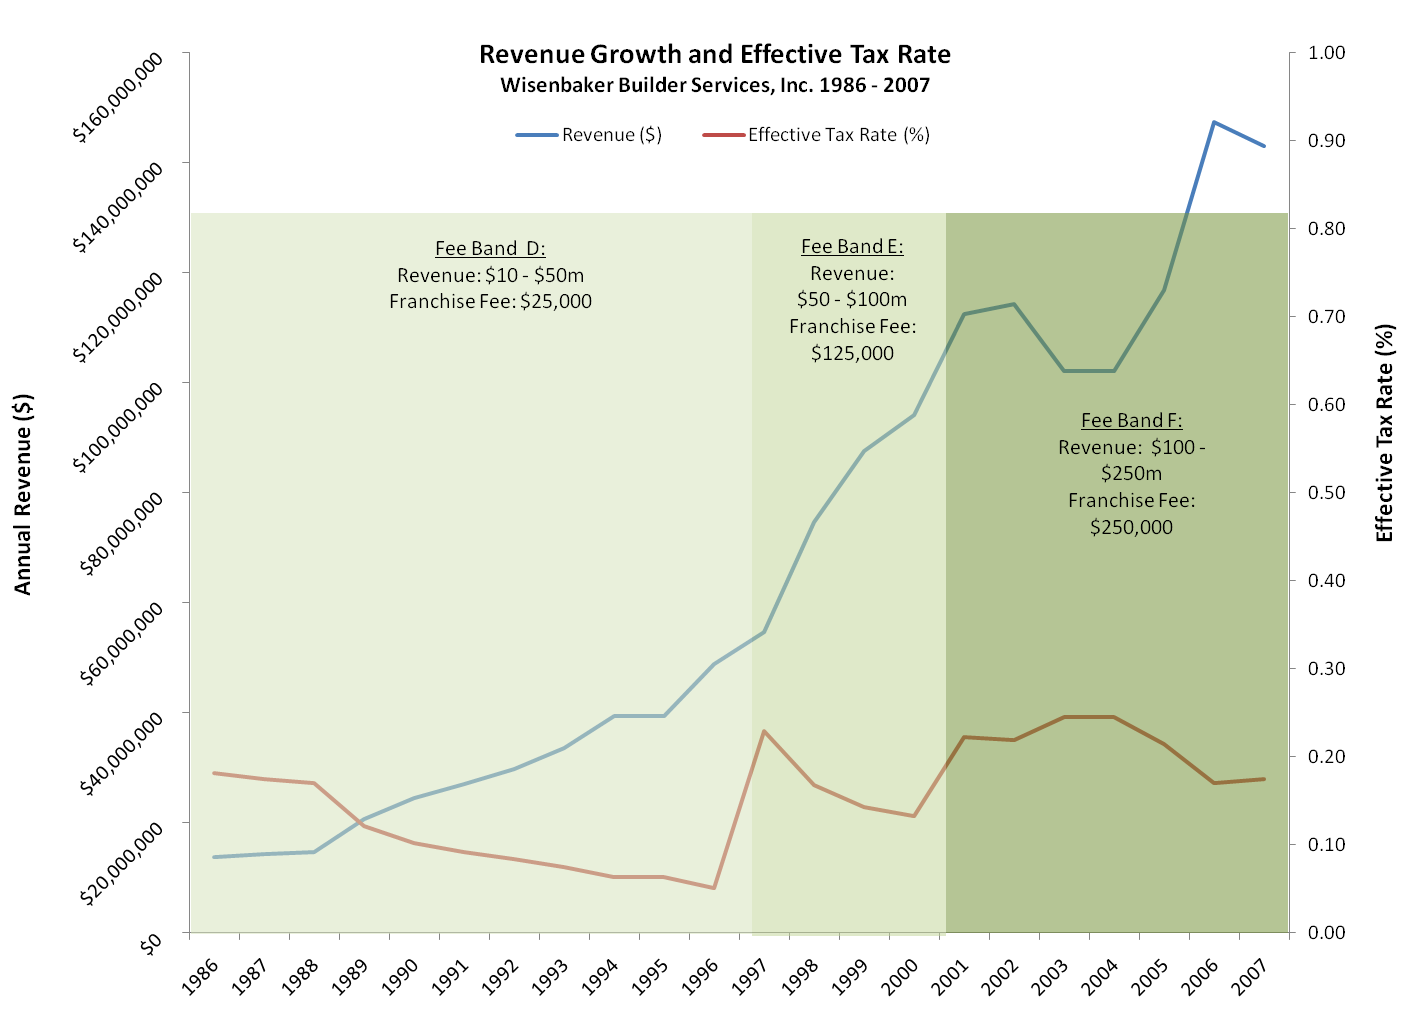 Revenue Growth and Effective Tax Rate
Wisenbaker Builder Services, Inc. 1986 - 2007
Revenue ($)
Effective Tax Rate (%)
Annual Revenue ($)
$160,000,000
$140,000,000
$120,000,000
$100,000,000
$80,000,000
$60,000,000
$40,000,000
$20,000,000
$0
Fee Band D:
Revenue: $10 - $50m
Franchise Fee: $25,000
Fee Band E:
Revenue:
$50 - $100m
Franchise Fee:
$125,000
Fee Band F:
Revenue: $100 -
$250m
Franchise Fee:
$250,000
1.00
0.90
0.80
0.70
0.60
0.50
0.40
0.30
0.20
0.10
0.00
Effective Tax Rate (%)
1986
1987
1988
1989
1990
1991
1992
1993
1994
1995
1996
1997
1998
1999
2000
2001
2002
2003
2004
2005
2006
2007